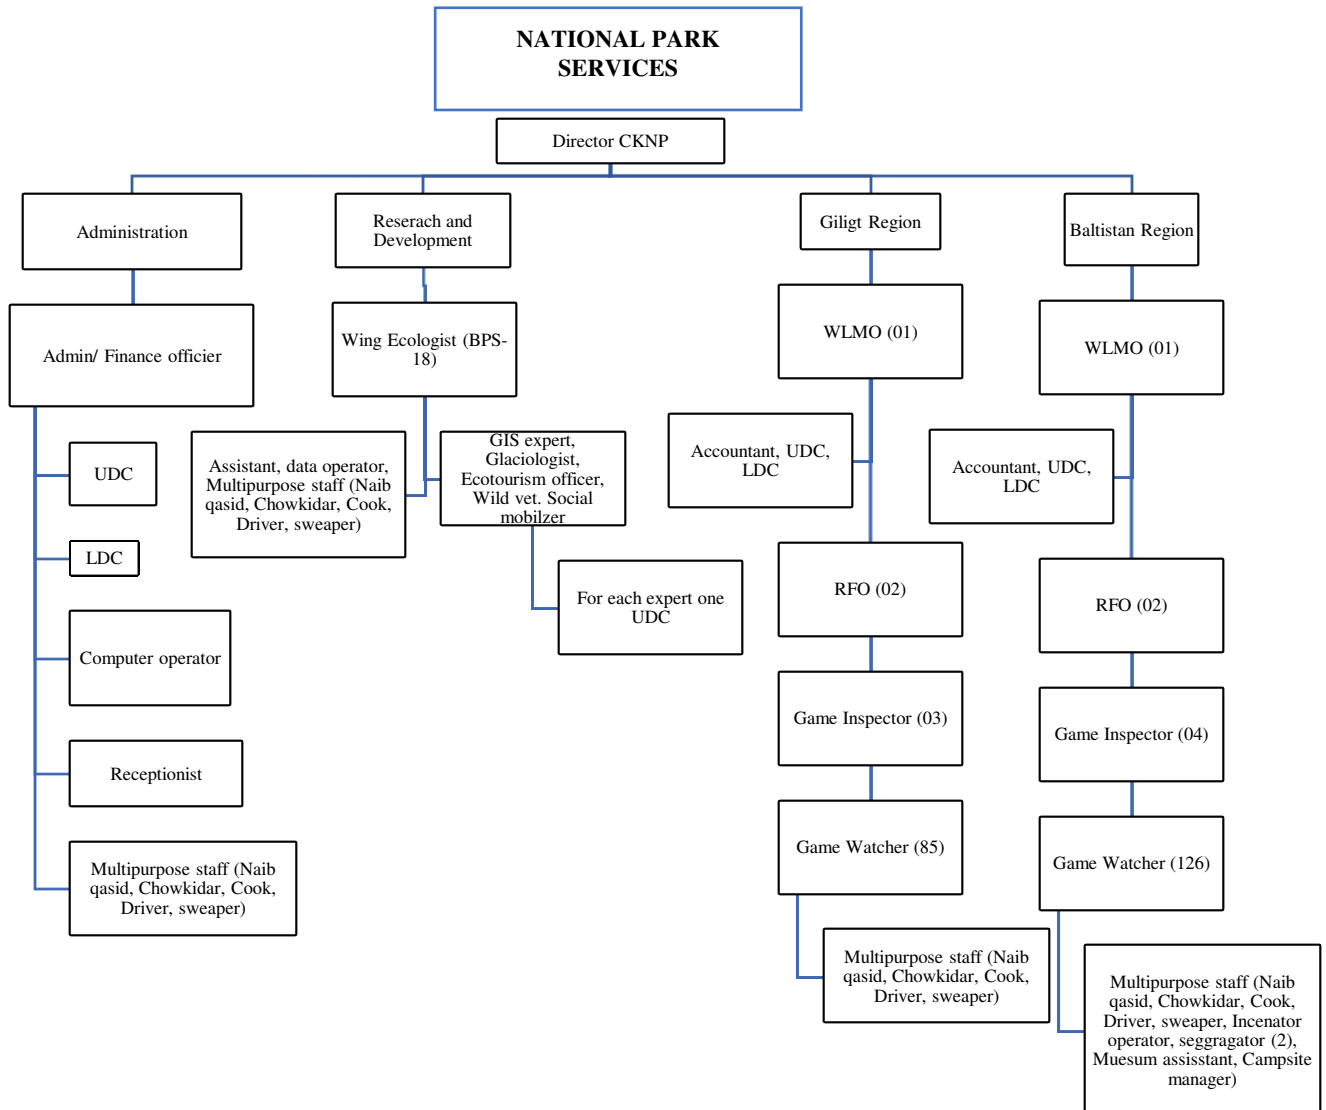 NATIONAL PARK
SERVICES
Director CKNP
Administration
Reserach and
Development
Giligt Region
Baltistan Region
Admin/ Finance officier
Wing Ecologist (BPS-
18)
WLMO (01)
WLMO (01)
UDC
LDC
Computer operator
Receptionist
Multipurpose staff (Naib
qasid, Chowkidar, Cook,
Driver, sweaper)
Assistant, data operator,
Multipurpose staff (Naib
qasid, Chowkidar, Cook,
Driver, sweaper)
GIS expert,
Glaciologist,
Ecotourism officer,
Wild vet. Social
mobilzer
For each expert one
UDC
Accountant, UDC,
LDC
RFO (02)
Game Inspector (03)
Game Watcher (85)
Multipurpose staff (Naib
qasid, Chowkidar, Cook,
Driver, sweaper)
Accountant, UDC,
LDC
RFO (02)
Game Inspector (04)
Game Watcher (126)
Multipurpose staff (Naib
qasid, Chowkidar, Cook,
Driver, sweaper, Incenator
operator, seggragator (2),
Muesum assisstant, Campsite
manager)